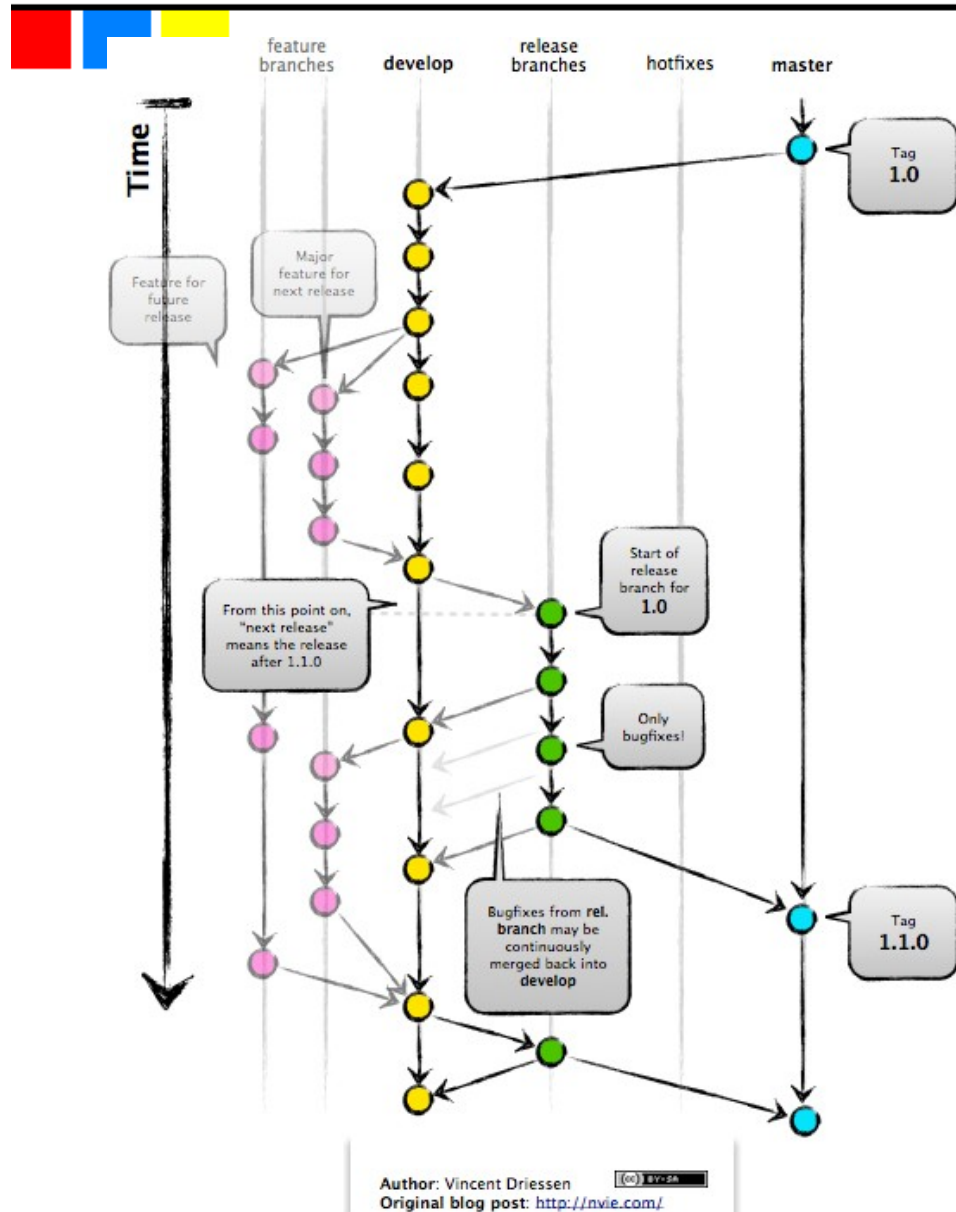 feature
branches
develop
release
branches
hotfixes
master
Time
Tag
1.0
Major
feature for
next release
Feature for
future
release
Start of
release
branch for
1.0
From this point on,
“next release”
means the release
after 1.1.0
Only
bugfixes!
Bugfixes from rel.
branch may be
continuously
merged back into
develop
Tag
1.1.0
Author: Vincent Driessen
(cc) BY-SA
Original blog post: http://nvie.com/